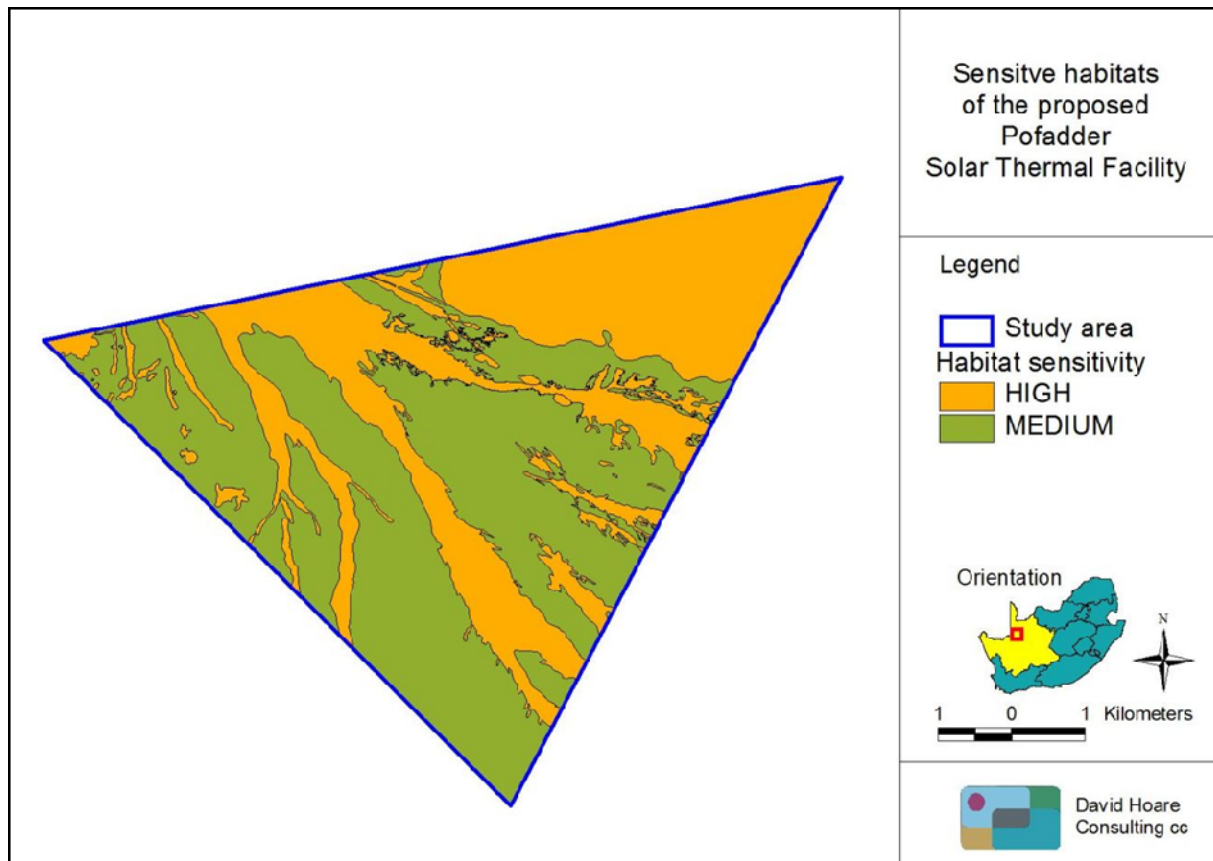 Sensitve habitats
of the proposed
Pofadder
Solar Thermal Facility
Legend
Study area
Habitat sensitivity
HIGH
MEDIUM
Orientation
N
1 0 1 Kilometers
David Hoare
Consulting cc